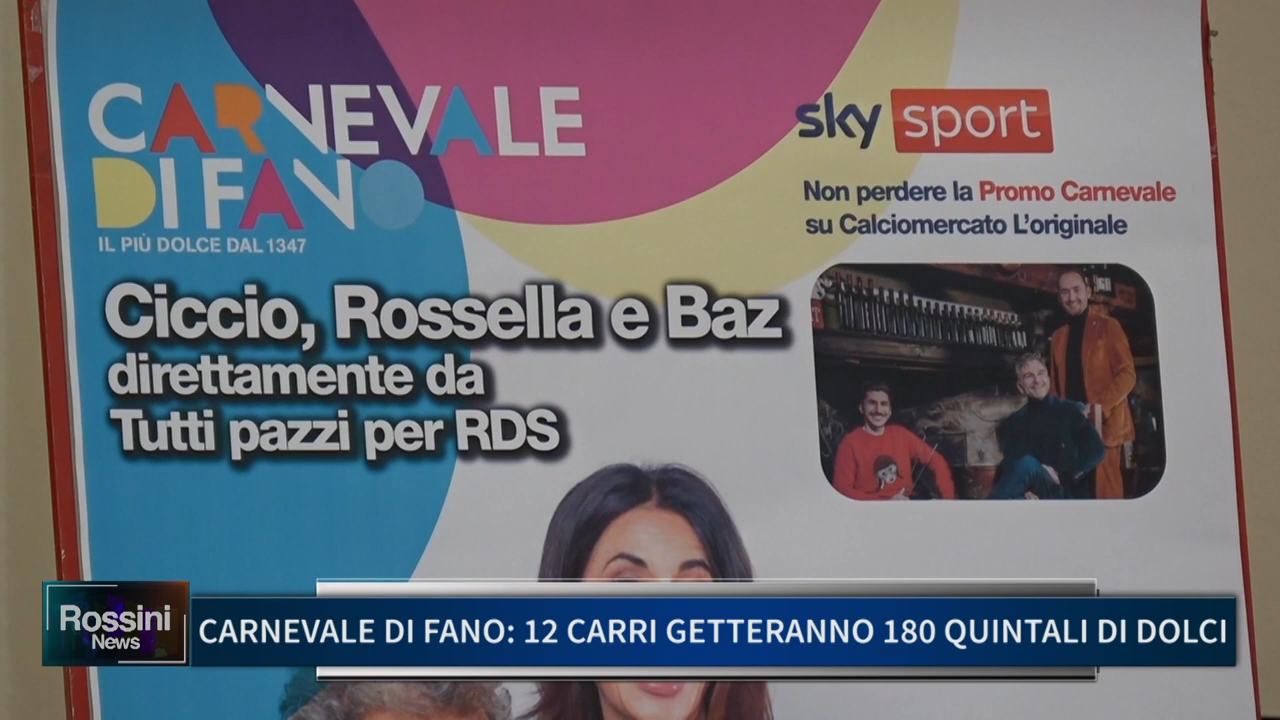 CARNEVALE
DI FANO
IL PIÙ DOLCE DAL 1347
sky sport
Non perdere la Promo Carnevale
su Calciomercato L'originale
Ciccio, Rossella e Baz
direttamente da
Tutti pazzi per RDS
Rossini
News
CARNEVALE DI FANO: 12 CARRI GETTERANNO 180 QUINTALI DI DOLCI